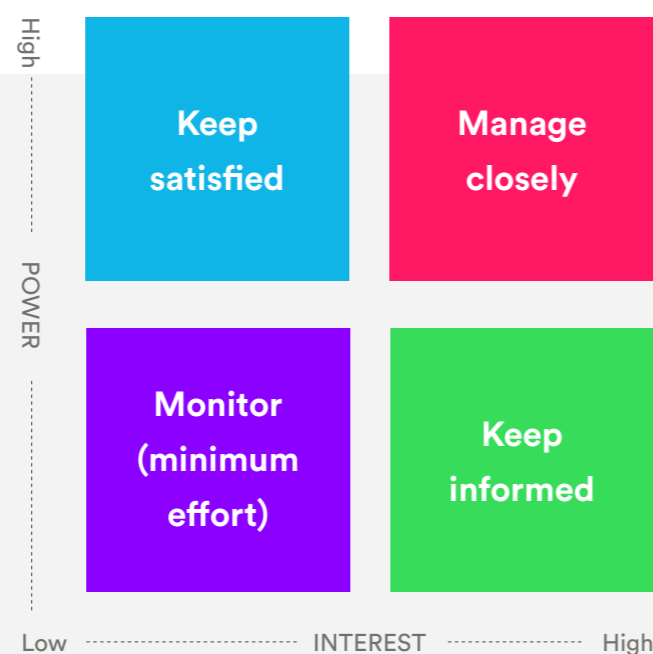 High
Keep
satisfied
Manage
closely
POWER
Monitor
(minimum
effort)
Keep
informed
Low
INTEREST
High